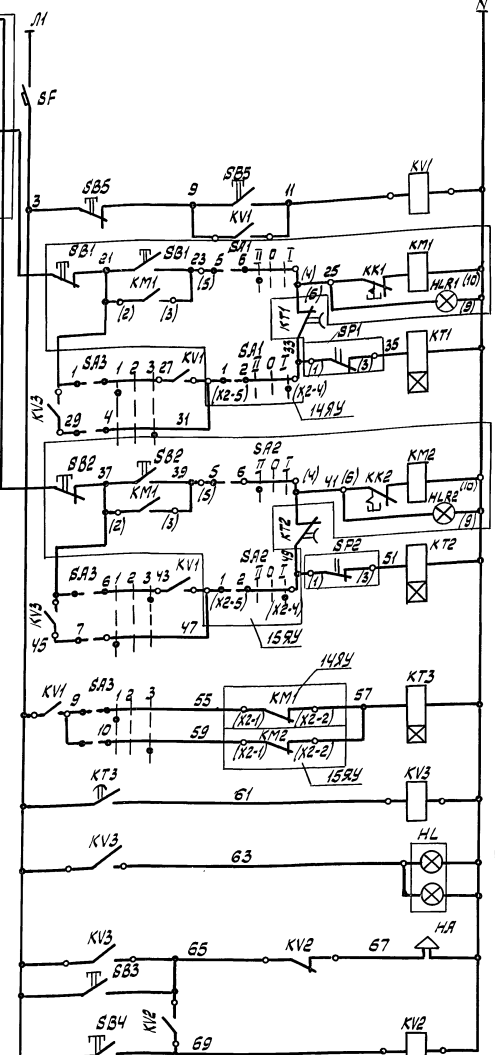 Л1 N
SF
SB5 9 SB5 11 KV1
3 KV1
SB1 21 SB1 23 5 6 SA1 II 0 I (4) 25 KK1 KM1 (10)
KM1 (5) (6) HLR1
(2) (3) KT1 (9)
33 SP1 35 KT1
SA3 1 1 2 3 27 KV1 1 2 SA1 II 0 I (1) (3)
KV3 29 4 31 (X2-5) (X2-4)
14ЯУ
SB2 37 SB2 39 5 6 SA2 II 0 I (4) 41 (6) KK2 KM2 (10)
KM1 (5) HLR2
(2) (3) KT2 (9)
49 SP2 51 KT2
SA3 6 1 2 3 43 KV1 1 2 SA2 II 0 I (1) (3)
KV3 45 7 47 (X2-5) (X2-4)
15ЯУ
14ЯУ
KV1 9 SA3 1 2 3 55 KM1 57 KT3
(X2-1) (X2-2)
10 59 KM2
(X2-1) (X2-2)
15ЯУ
KT3 61 KV3
KV3 63 HL
KV3 65 KV2 67 HA
SB3
KV2
SB4 69 KV2